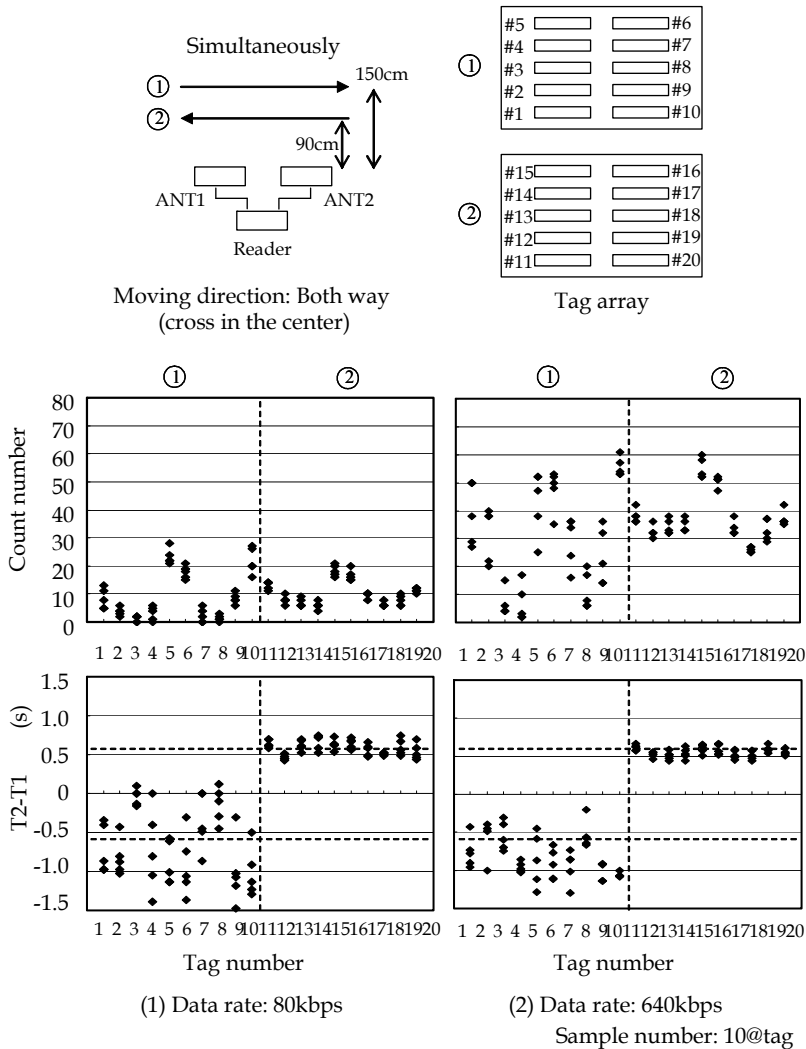 Simultaneously
①
②
150cm
90cm
ANT1
ANT2
Reader
Moving direction: Both way
(cross in the center)
①
#5 #6
#4 #7
#3 #8
#2 #9
#1 #10
②
#15 #16
#14 #17
#13 #18
#12 #19
#11 #20
Tag array
① ② ① ②
Count number
80
70
60
50
40
30
20
10
0
1 2 3 4 5 6 7 8 9 10 11 12 13 14 15 16 17 18 19 20
1 2 3 4 5 6 7 8 9 10 11 12 13 14 15 16 17 18 19 20
T2-T1 (s)
1.5
1.0
0.5
0
-0.5
-1.0
-1.5
1 2 3 4 5 6 7 8 9 10 11 12 13 14 15 16 17 18 19 20
1 2 3 4 5 6 7 8 9 10 11 12 13 14 15 16 17 18 19 20
Tag number
Tag number
(1) Data rate: 80kbps
(2) Data rate: 640kbps
Sample number: 10@tag